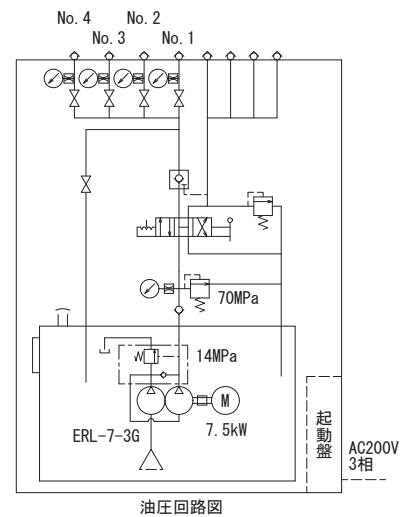 No. 4
No. 2
No. 3
No. 1
70MPa
14MPa
M
ERL-7-3G
7.5kW
起動盤
AC200V
3相
油圧回路図